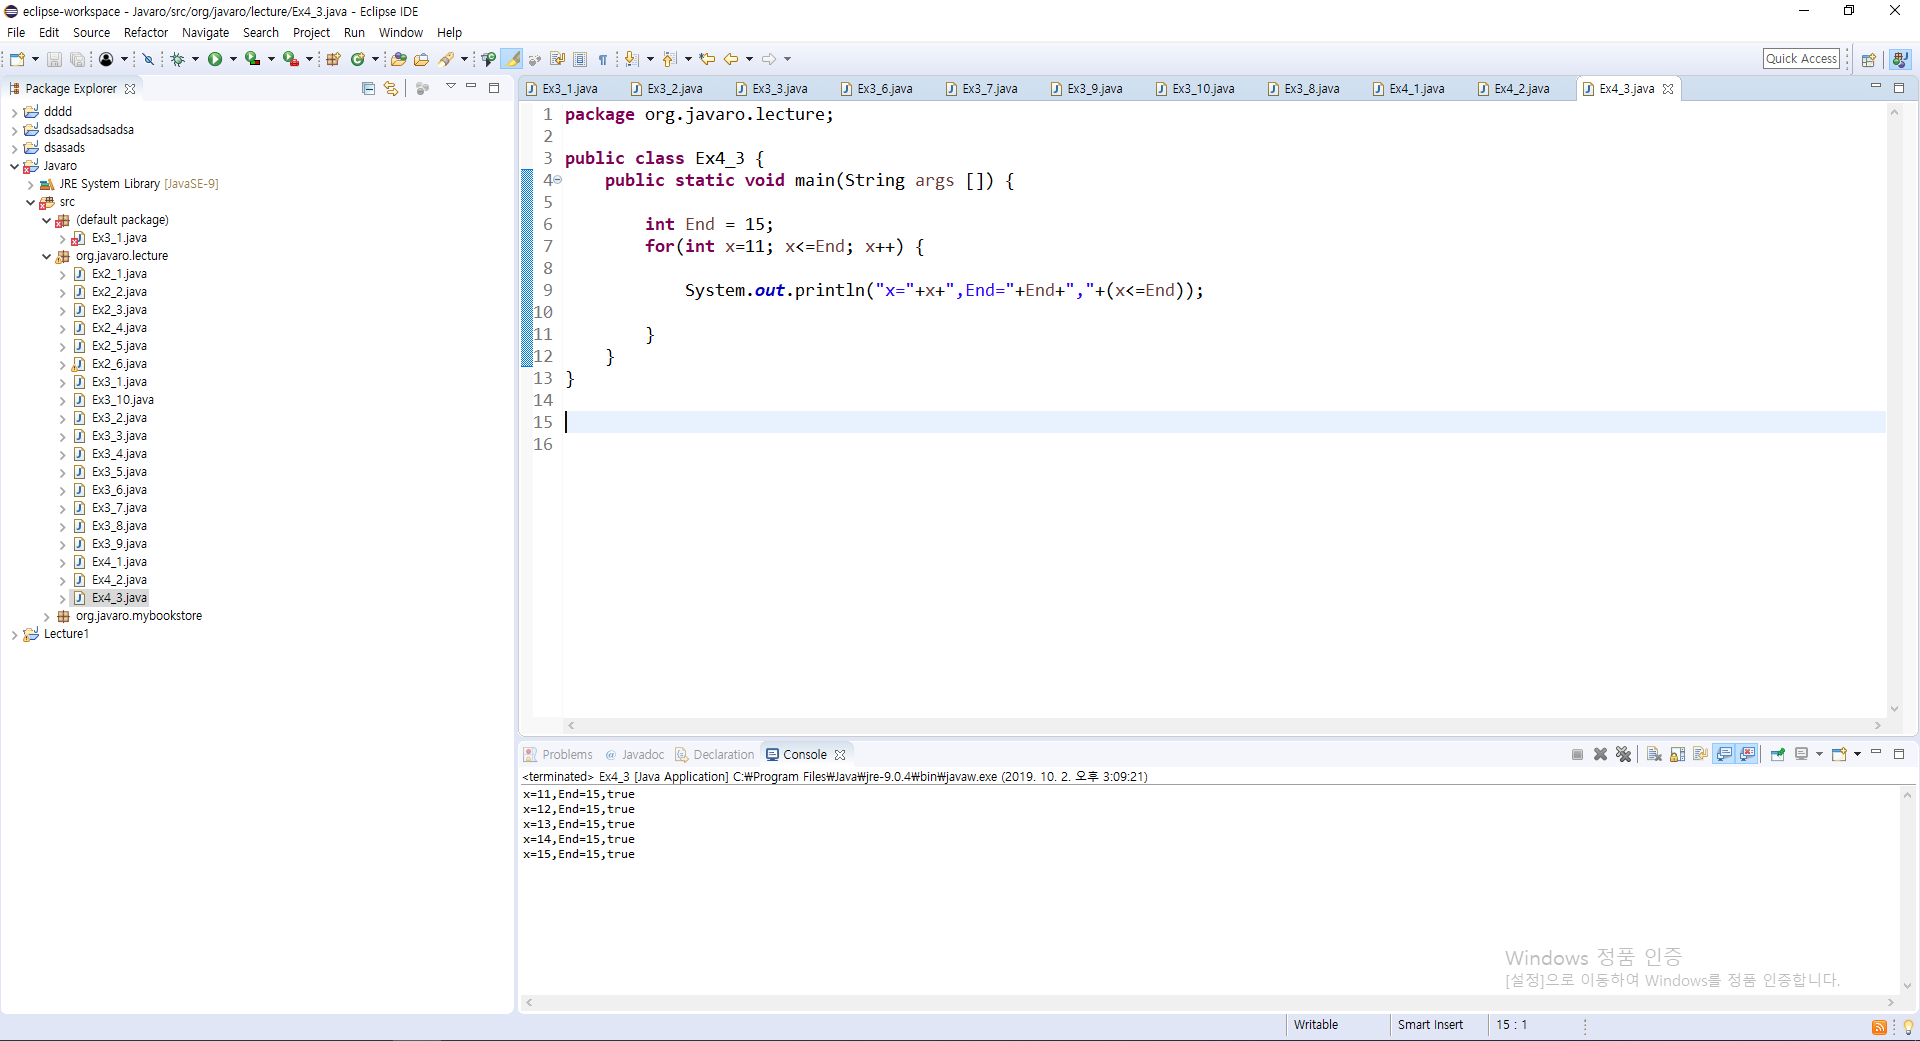 eclipse-workspace - Javaro/src/org/javaro/lecture/Ex4_3.java - Eclipse IDE
File Edit Source Refactor Navigate Search Project Run Window Help
Quick Access
Package Explorer
dddd
dsadsadsadsadsa
dsasads
Javaro
JRE System Library [JavaSE-9]
src
(default package)
Ex3_1.java
org.javaro.lecture
Ex2_1.java
Ex2_2.java
Ex2_3.java
Ex2_4.java
Ex2_5.java
Ex2_6.java
Ex3_1.java
Ex3_10.java
Ex3_2.java
Ex3_3.java
Ex3_4.java
Ex3_5.java
Ex3_6.java
Ex3_7.java
Ex3_8.java
Ex3_9.java
Ex4_1.java
Ex4_2.java
Ex4_3.java
org.javaro.mybookstore
Lecture1
Ex3_1.java Ex3_2.java Ex3_3.java Ex3_6.java Ex3_7.java Ex3_9.java Ex3_10.java Ex3_8.java Ex4_1.java Ex4_2.java Ex4_3.java
1 package org.javaro.lecture;
2
3 public class Ex4_3 {
4 public static void main(String args []) {
5
6 int End = 15;
7 for(int x=11; x<=End; x++) {
8
9 System.out.println("x="+x+",End="+End+","+(x<=End));
10
11 }
12 }
13 }
14
15
16
Problems Javadoc Declaration Console
<terminated> Ex4_3 [Java Application] C:₩Program Files₩Java₩jre-9.0.4₩bin₩javaw.exe (2019. 10. 2. 오후 3:09:21)
x=11,End=15,true
x=12,End=15,true
x=13,End=15,true
x=14,End=15,true
x=15,End=15,true
Windows 정품 인증
[설정]으로 이동하여 Windows를 정품 인증합니다.
Writable Smart Insert 15 : 1